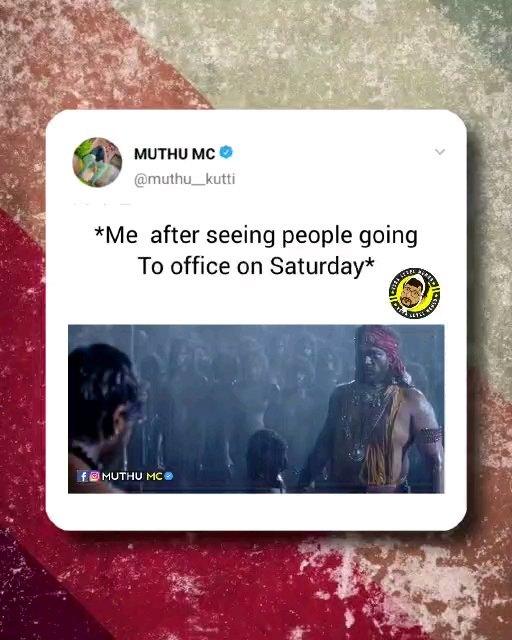 MUTHU MC
@muthu__kutti
*Me after seeing people going
To office on Saturday*
MUTHU MC